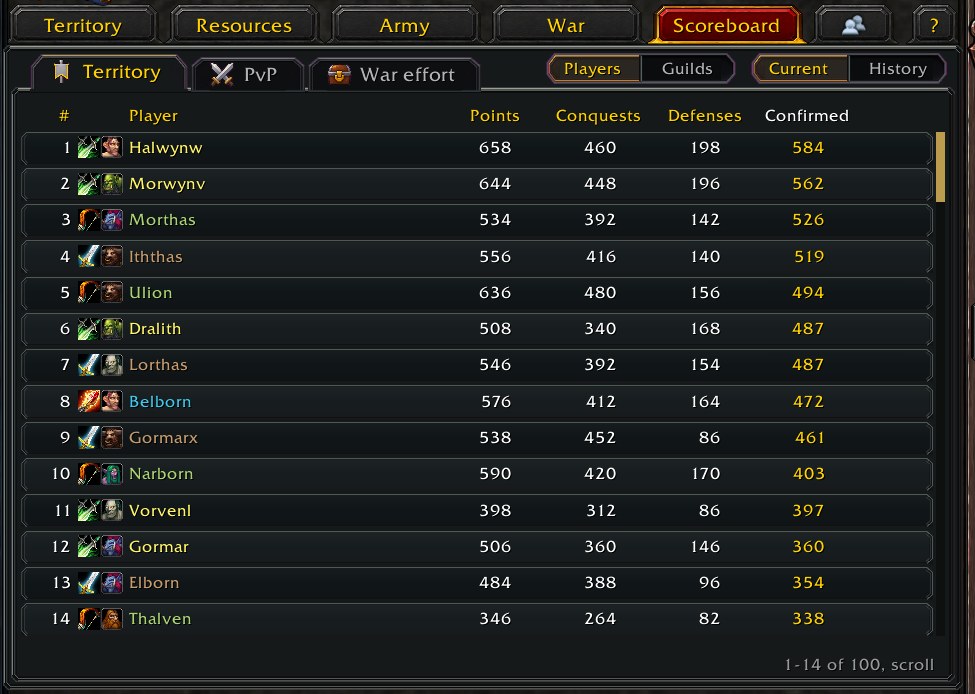 Territory Resources Army War Scoreboard ?
Territory PvP War effort Players Guilds Current History
# Player Points Conquests Defenses Confirmed
1 Halwynw 658 460 198 584
2 Morwynv 644 448 196 562
3 Morthas 534 392 142 526
4 Iththas 556 416 140 519
5 Ulion 636 480 156 494
6 Dralith 508 340 168 487
7 Lorthas 546 392 154 487
8 Belborn 576 412 164 472
9 Gormarx 538 452 86 461
10 Narborn 590 420 170 403
11 Vorvenl 398 312 86 397
12 Gormar 506 360 146 360
13 Elborn 484 388 96 354
14 Thalven 346 264 82 338
1-14 of 100, scroll